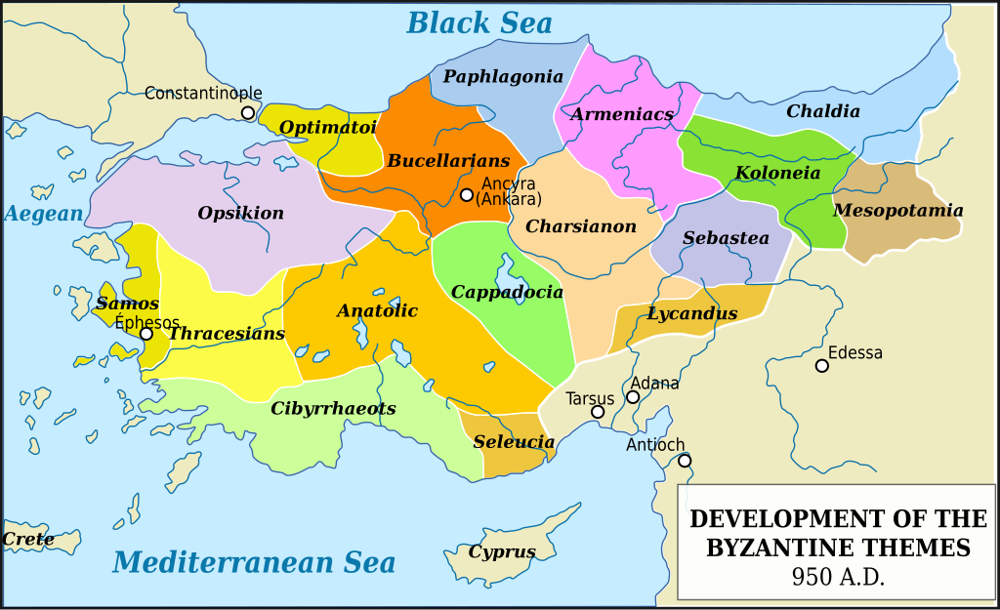 Black Sea
Paphlagonia
Constantinople
Optimatoi
Armeniacs
Chaldia
Bucellarians
Koloneia
Ancyra
(Ankara)
Aegean
Opsikion
Mesopotamia
Charsianon
Sebastea
Cappadocia
Samos
Éphesos
Anatolic
Lycandus
Thracesians
Edessa
Adana
Tarsus
Cibyrrhaeots
Seleucia
Antioch
Crete
Cyprus
Mediterranean Sea
DEVELOPMENT OF THE
BYZANTINE THEMES
950 A.D.